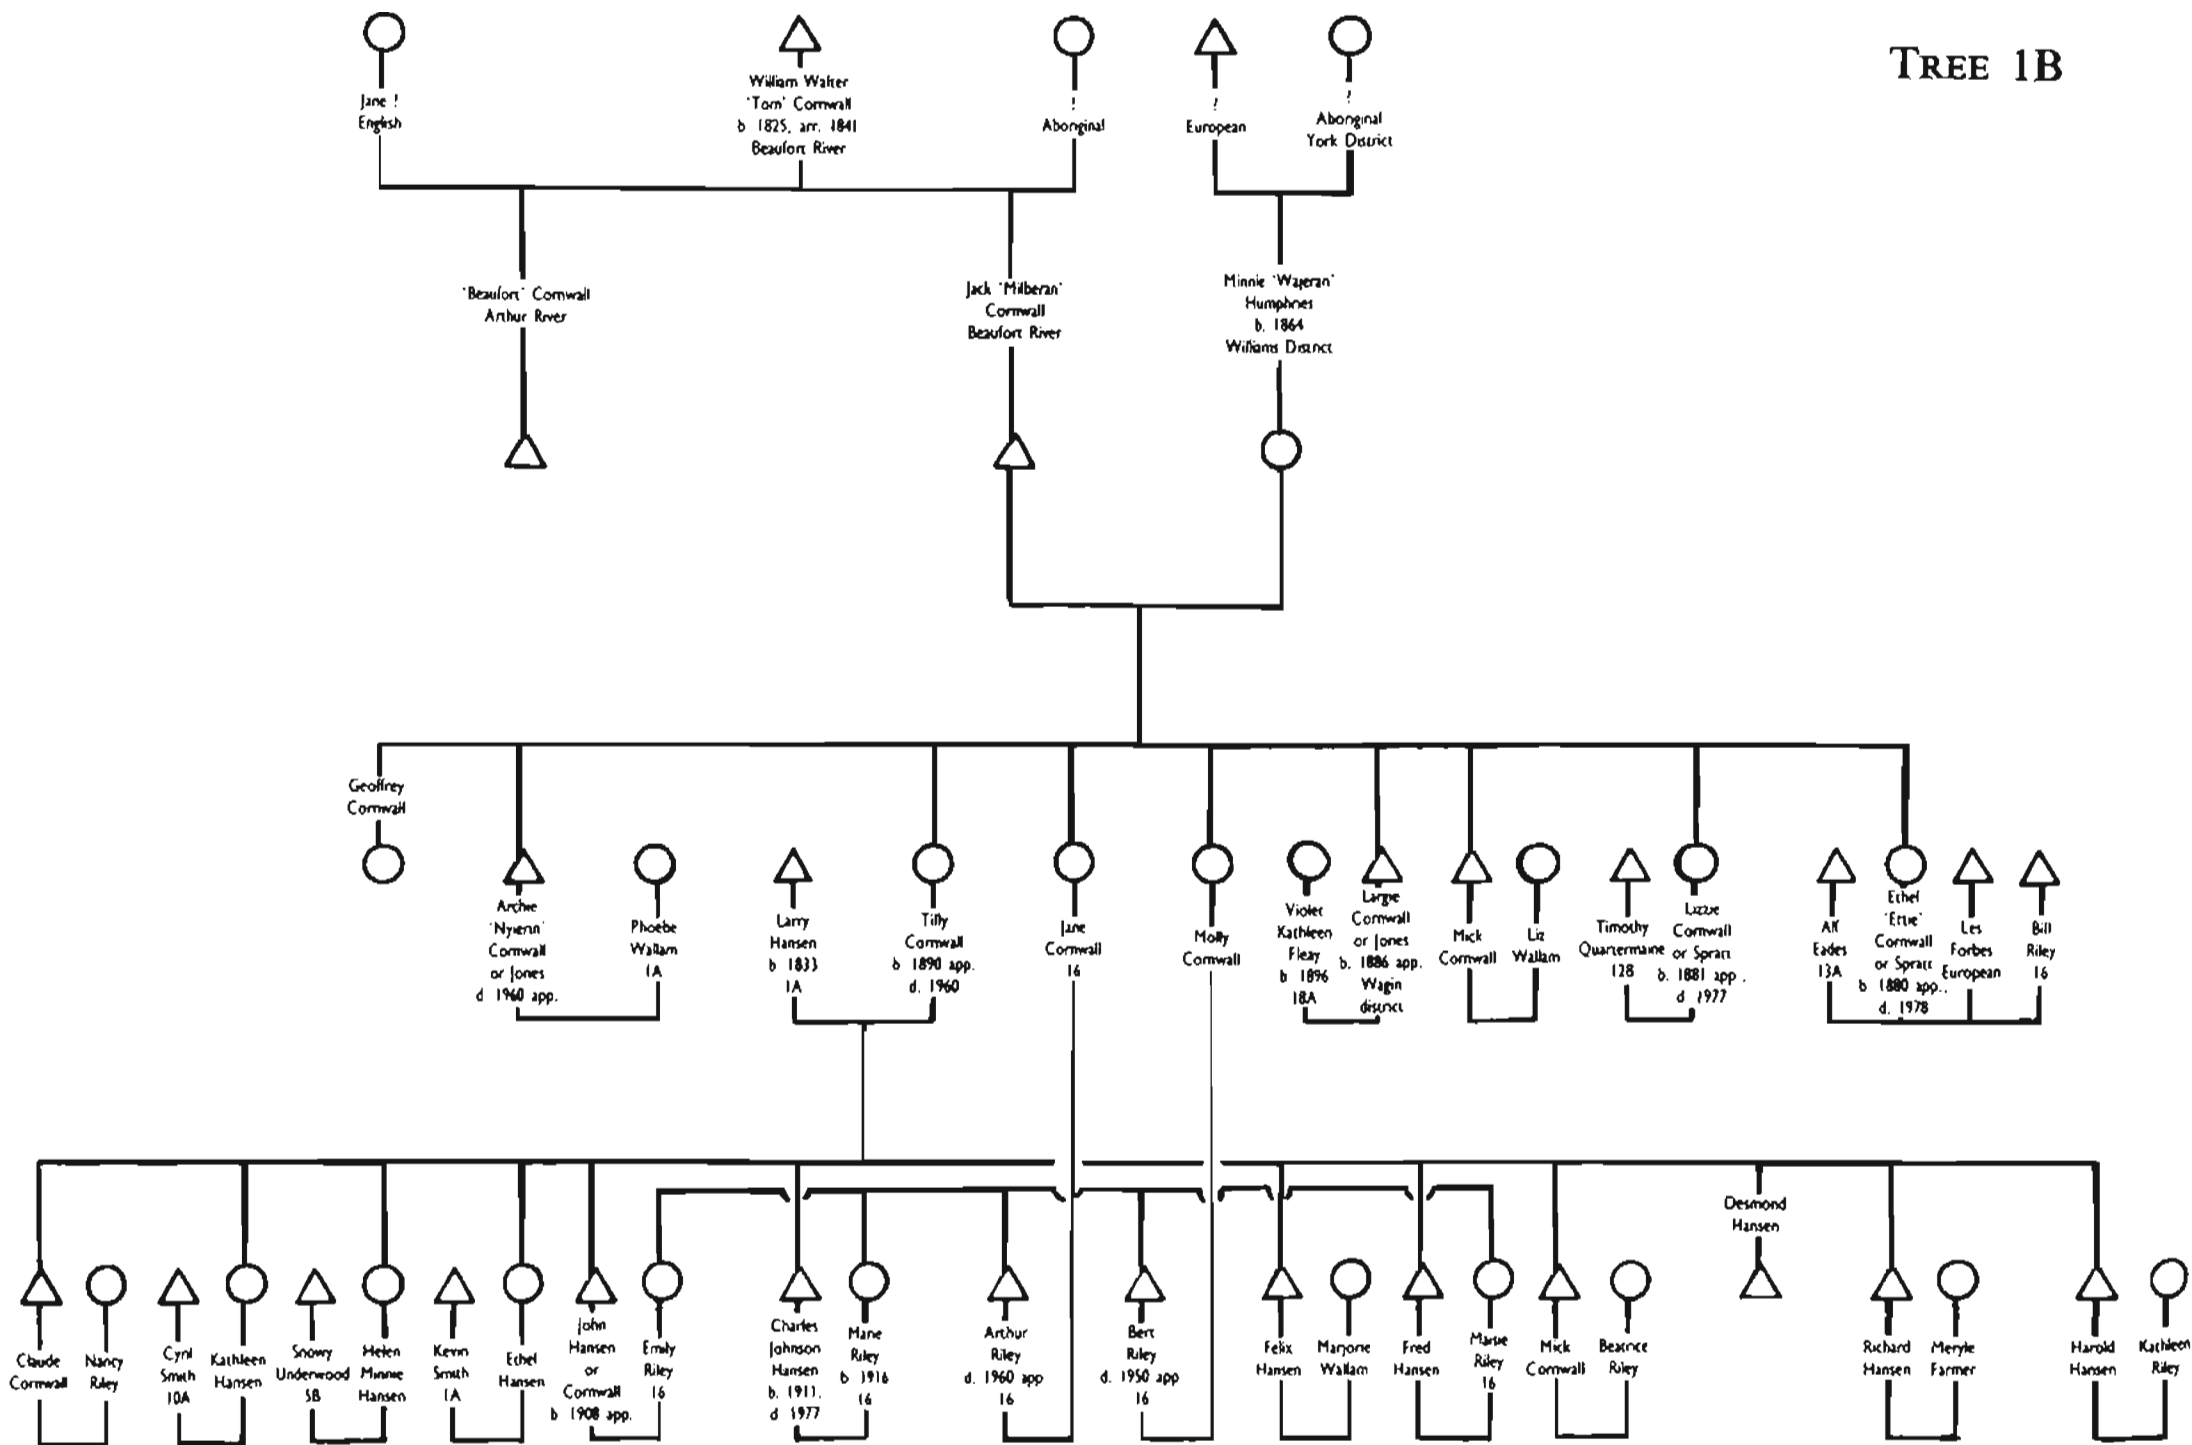 TREE 1B
Jane ?
English
William Walter
'Tom' Cornwall
b 1825, arr. 1841
Beaufort River
?
Aboriginal
?
European
?
Aboriginal
York District
'Beaufort' Cornwall
Arthur River
Jack 'Milberan'
Cornwall
Beaufort River
Minnie 'Wajeran'
Humphries
b. 1864
Williams District
Geoffrey
Cornwall
Archie
'Nyienn'
Cornwall
or Jones
d 1960 app.
Phoebe
Wallam
1A
Larry
Hansen
b 1833
1A
Tilly
Cornwall
b 1890 app.
d. 1960
Jane
Cornwall
16
Molly
Cornwall
Violet
Kathleen
Fleay
b 1896
18A
Largie
Cornwall
or Jones
b. 1886 app.
Wagin
district
Mick
Cornwall
Liz
Wallam
Timothy
Quartermaine
12B
Lizzie
Cornwall
or Spratt
b. 1881 app.
d 1977
Alf
Eades
13A
Ethel
'Ettie'
Cornwall
or Spratt
b 1880 app..
d. 1978
Les
Forbes
European
Bill
Riley
16
Claude
Cornwall
Nancy
Riley
Cyril
Smith
10A
Kathleen
Hansen
Snowy
Underwood
5B
Helen
Minnie
Hansen
Kevin
Smith
1A
Ethel
Hansen
John
Hansen
or
Cornwall
b 1908 app.
Emily
Riley
16
Charles
Johnson
Hansen
b. 1911,
d 1977
Marie
Riley
b 1916
16
Arthur
Riley
d. 1960 app
16
Bert
Riley
d. 1950 app
16
Felix
Hansen
Marjorie
Wallam
Fred
Hansen
Maisie
Riley
16
Mick
Cornwall
Beatrice
Riley
Desmond
Hansen
Richard
Hansen
Meryle
Farmer
Harold
Hansen
Kathleen
Riley